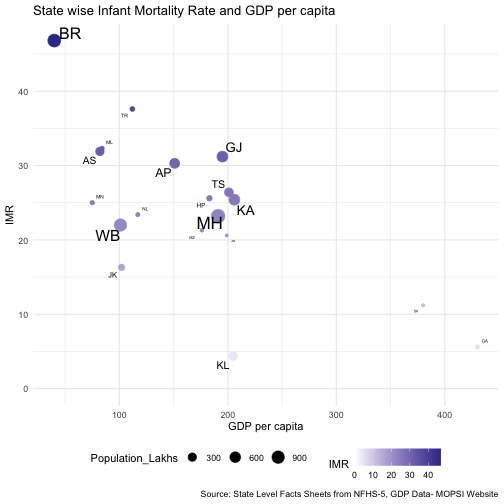 State wise Infant Mortality Rate and GDP per capita
BR
40
TR
ML
AS
GJ
AP
30
TS
MN
HP
KA
NL
MH
WB
MZ
20
JK
10
GA
KL
0
IMR
100
200
300
400
GDP per capita
Population_Lakhs
300
600
900
IMR
0 10 20 30 40
Source: State Level Facts Sheets from NFHS-5, GDP Data- MOPSI Website